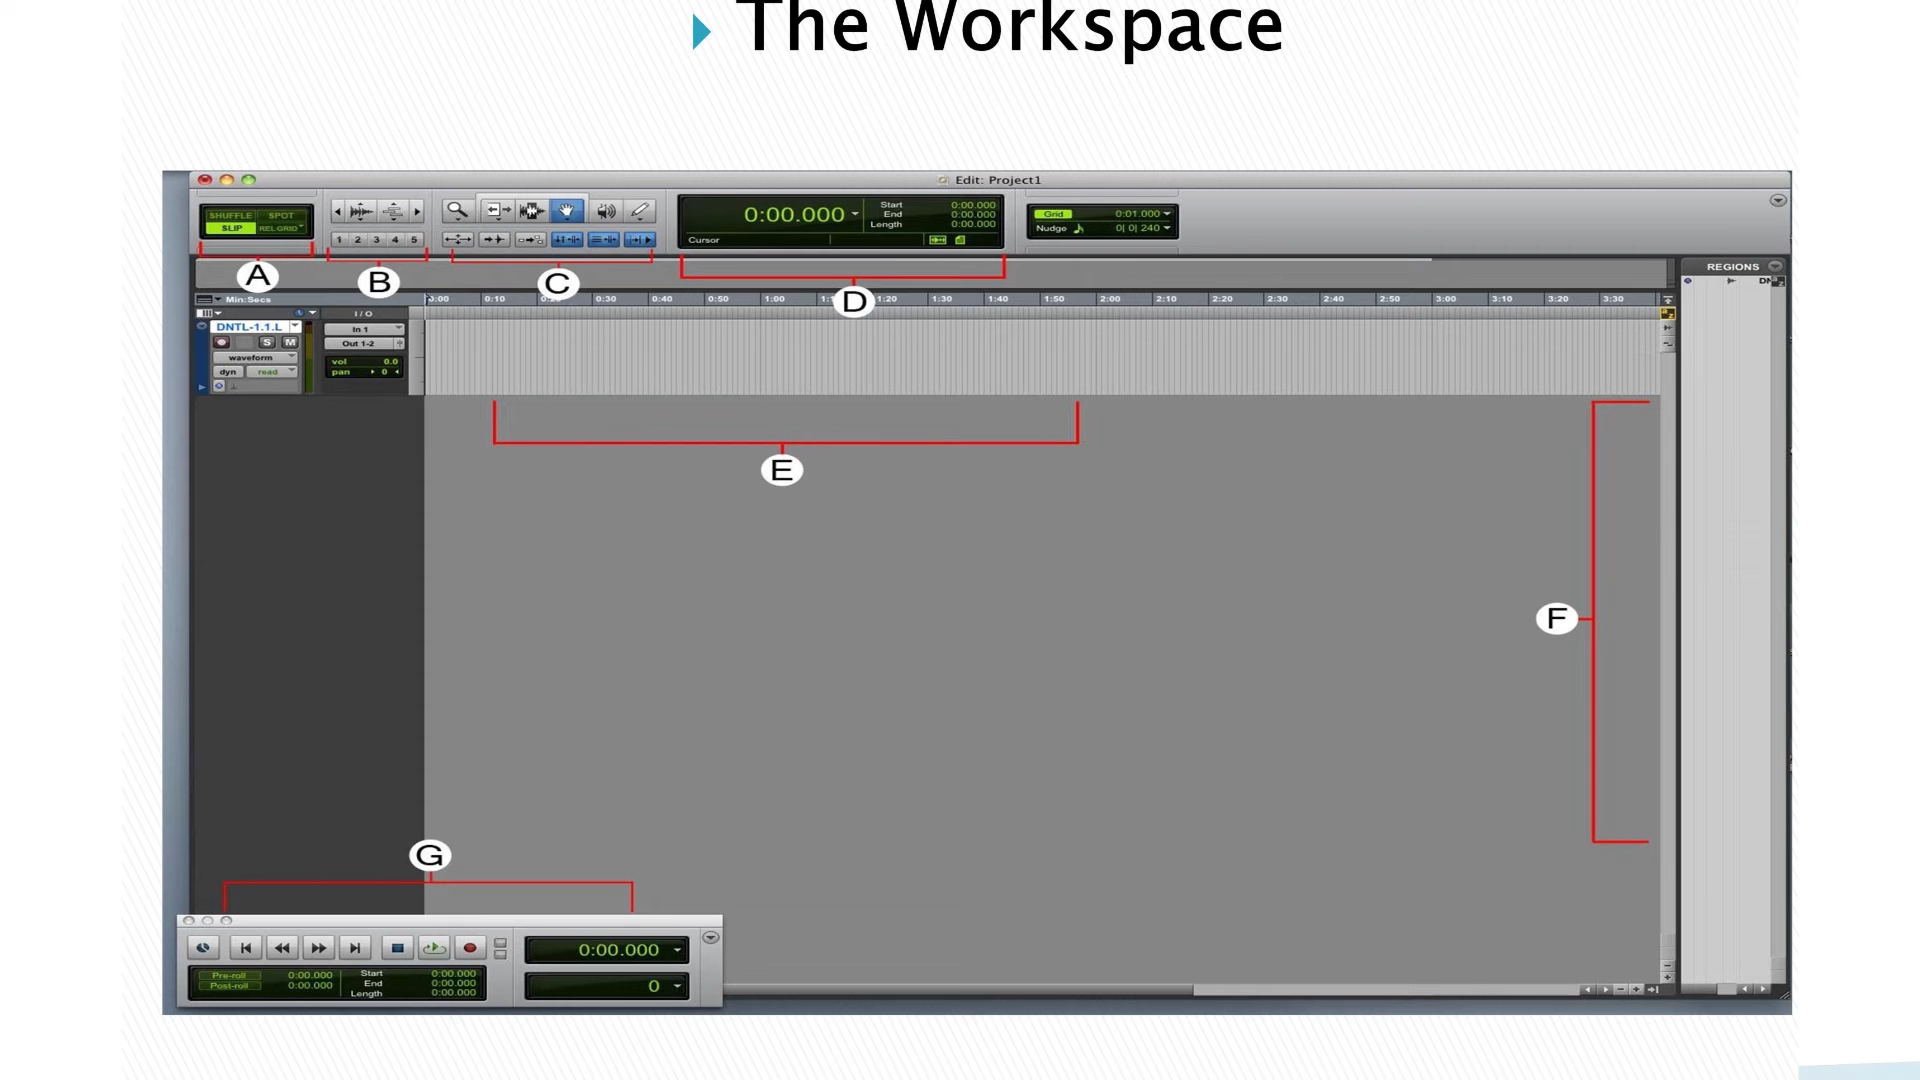 The Workspace
Edit: Project1
SHUFFLE SPOT
SLIP REL GRID
1 2 3 4 5
0:00.000
Start 0:00.000
End 0:00.000
Length 0:00.000
Cursor
Grid 0:01.000
Nudge 0| 0| 240
A
B
C
D
REGIONS
Min:Secs
0:00 0:10 0:30 0:40 0:50 1:00 1:20 1:30 1:40 1:50 2:00 2:10 2:20 2:30 2:40 2:50 3:00 3:10 3:20 3:30
I / O
DNTL-1.1.L
In 1
S M
Out 1-2
waveform
vol 0.0
dyn read
pan 0
E
F
G
0:00.000
Pre-roll 0:00.000
Post-roll 0:00.000
Start 0:00.000
End 0:00.000
Length 0:00.000
0